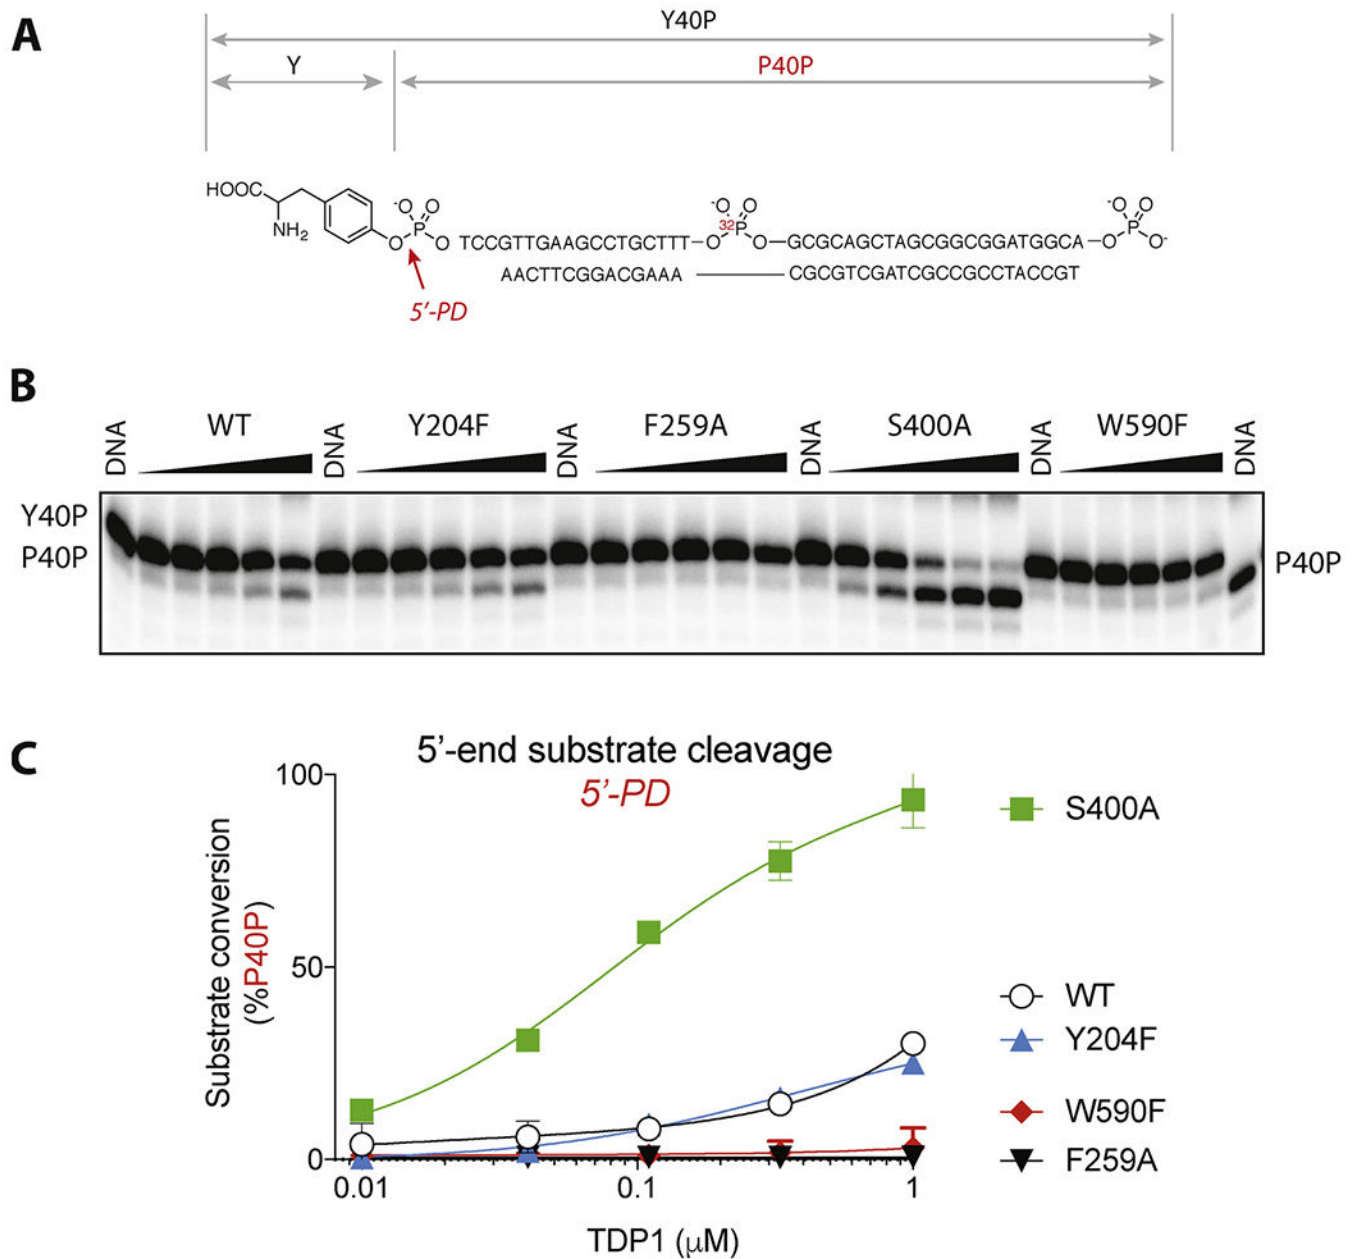 A
Y40P
Y
P40P
HOOC
NH2
O
-O
O
P
O
TCCGTTGAAGCCTGCTTT
O
-O
O
32P
O
GCGCAGCTAGCGGCGGATGGCA
O
-O
O
P
O-
AACTTCGGACGAAA
CGCGTCGATCGCCGCCTACCGT
5'-PD
B
DNA
WT
DNA
Y204F
DNA
F259A
DNA
S400A
DNA
W590F
DNA
Y40P
P40P
P40P
C
5'-end substrate cleavage
5'-PD
Substrate conversion
(%P40P)
100
50
0
0.01
0.1
1
TDP1 (μM)
S400A
WT
Y204F
W590F
F259A